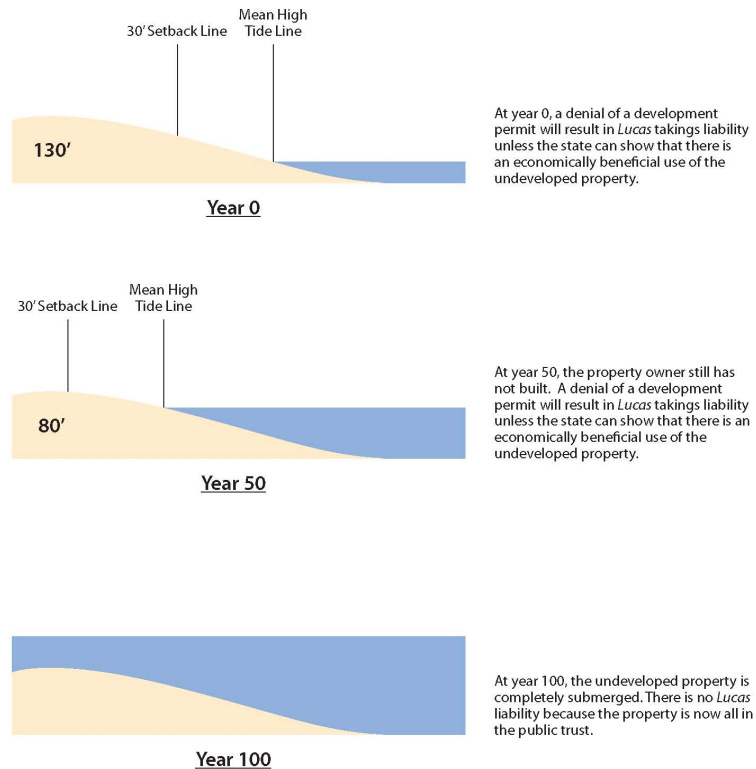 Mean High
30’ Setback Line Tide Line
130’
Year 0
At year 0, a denial of a development
permit will result in Lucas takings liability
unless the state can show that there is
an economically beneficial use of the
undeveloped property.
Mean High
30’ Setback Line Tide Line
80’
Year 50
At year 50, the property owner still has
not built.  A denial of a development
permit will result in Lucas takings liability
unless the state can show that there is an
economically beneficial use of the
undeveloped property.
Year 100
At year 100, the undeveloped property is
completely submerged. There is no Lucas
liability because the property is now all in
the public trust.